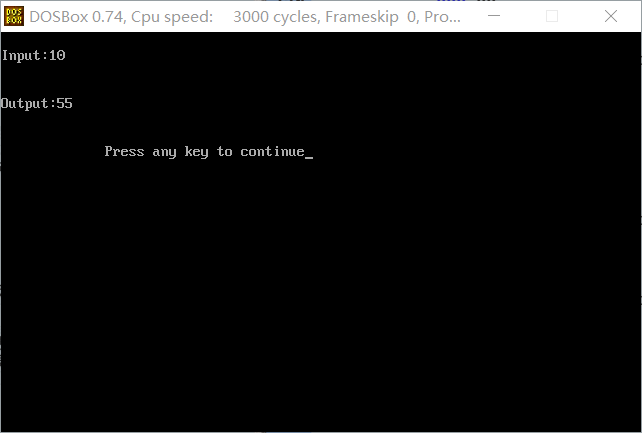 DOSBox 0.74, Cpu speed: 3000 cycles, Frameskip 0, Pro...
Input:10
Output:55
Press any key to continue_